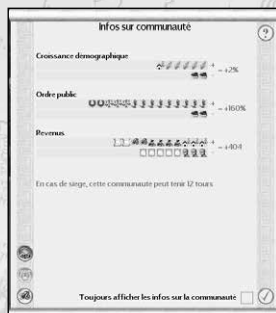 Infos sur communauté
?
Croissance démographique
+
- =+2%
Ordre public
+
- =+160%
Revenus
+
- =+404
En cas de siège, cette communauté peut tenir 12 tours
Toujours afficher les infos sur la communauté